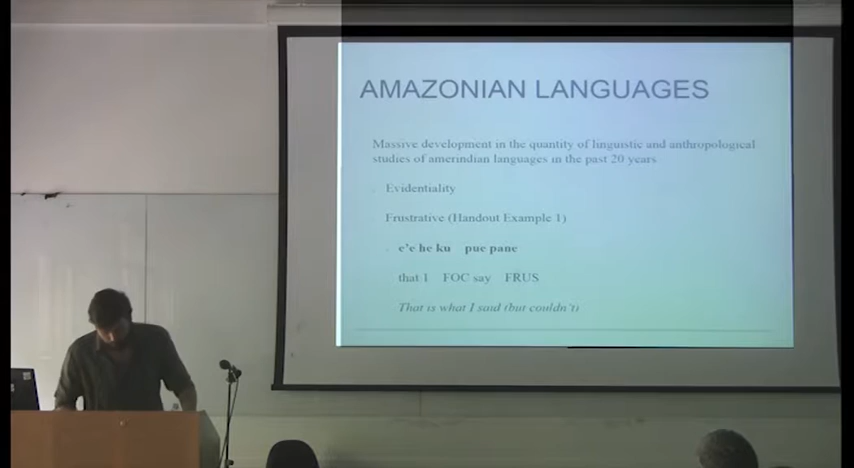 AMAZONIAN LANGUAGES
Massive development in the quantity of linguistic and anthropological
studies of amerindian languages in the past 20 years
Evidentiality
Frustrative (Handout Example 1)
e'e he ku pue pane
that 1 FOC say FRUS
That is what I said (but couldn't)